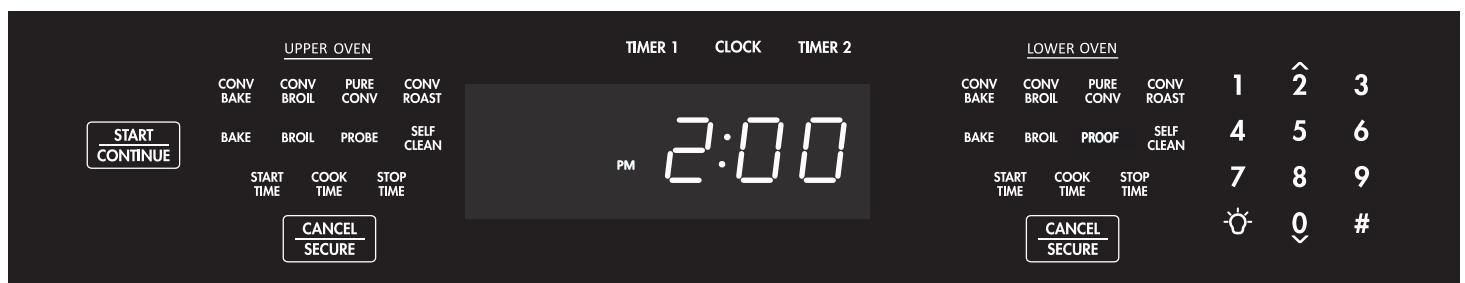 UPPER OVEN
TIMER 1 CLOCK TIMER 2
LOWER OVEN
CONV BAKE CONV BROIL PURE CONV CONV ROAST
START CONTINUE
BAKE BROIL PROBE SELF CLEAN
START TIME COOK TIME STOP TIME
CANCEL SECURE
PM 2:00
CONV BAKE CONV BROIL PURE CONV CONV ROAST
BAKE BROIL PROOF SELF CLEAN
START TIME COOK TIME STOP TIME
CANCEL SECURE
1 2 3
4 5 6
7 8 9
0 #